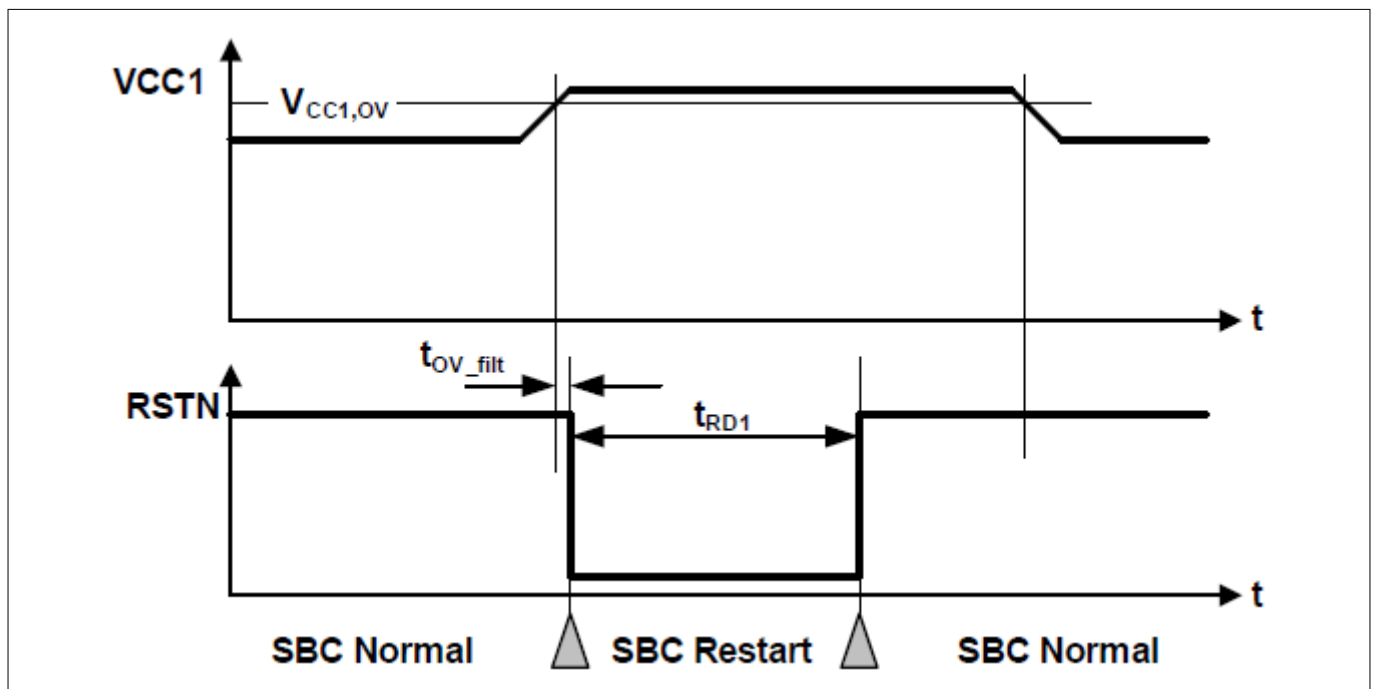 VCC1
VCC1,OV
t
tOV_filt
RSTN
tRD1
t
SBC Normal
SBC Restart
SBC Normal